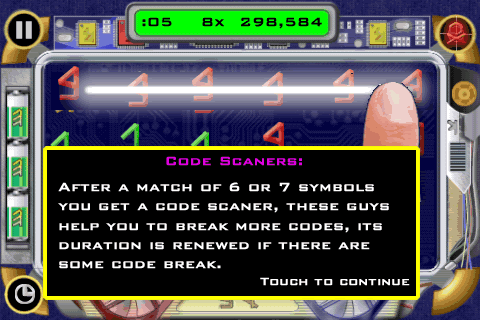 :05 8x 298,584
Code Scaners:
After a match of 6 or 7 symbols
you get a code scaner, these guys
help you to break more codes, its
duration is renewed if there are
some code break.
Touch to continue